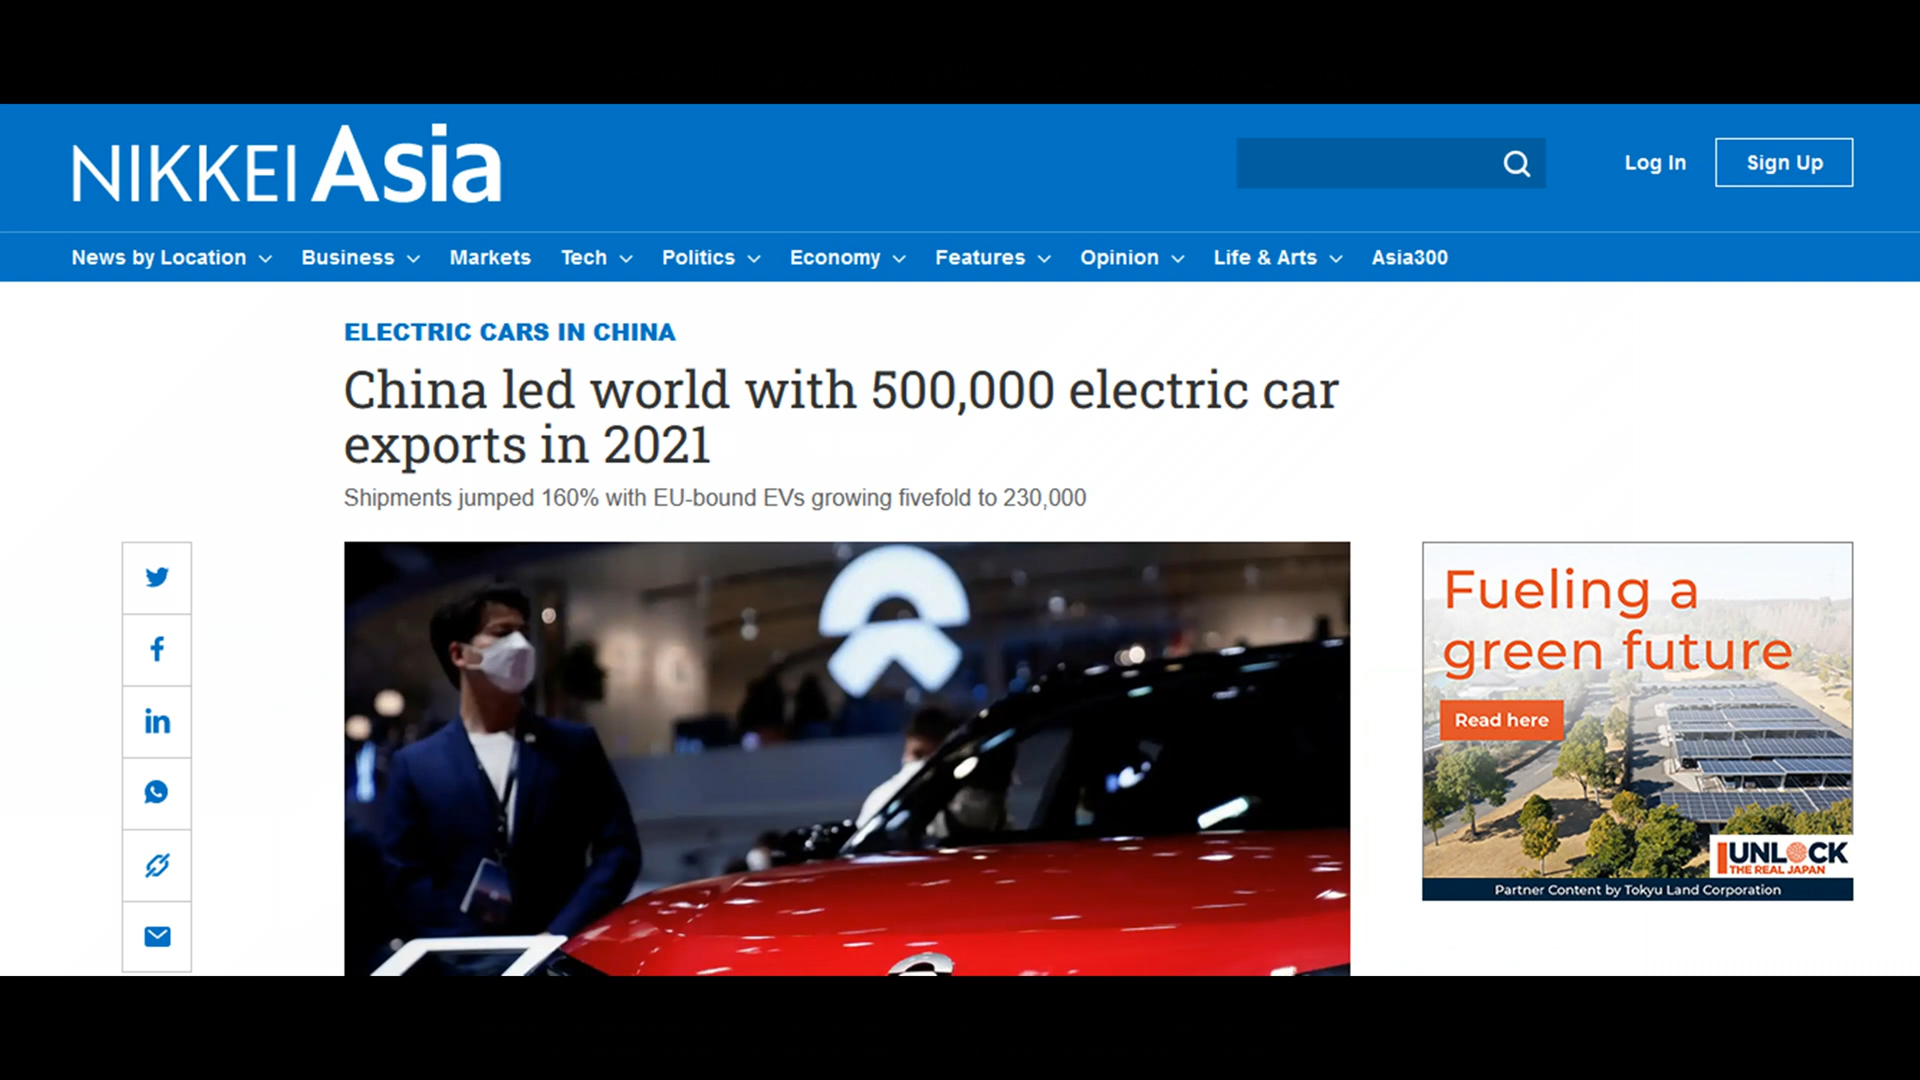 NIKKEI Asia
Log In
Sign Up
News by Location
Business
Markets
Tech
Politics
Economy
Features
Opinion
Life & Arts
Asia300
ELECTRIC CARS IN CHINA
China led world with 500,000 electric car
exports in 2021
Shipments jumped 160% with EU-bound EVs growing fivefold to 230,000
Fueling a
green future
Read here
UNLOCK
THE REAL JAPAN
Partner Content by Tokyu Land Corporation